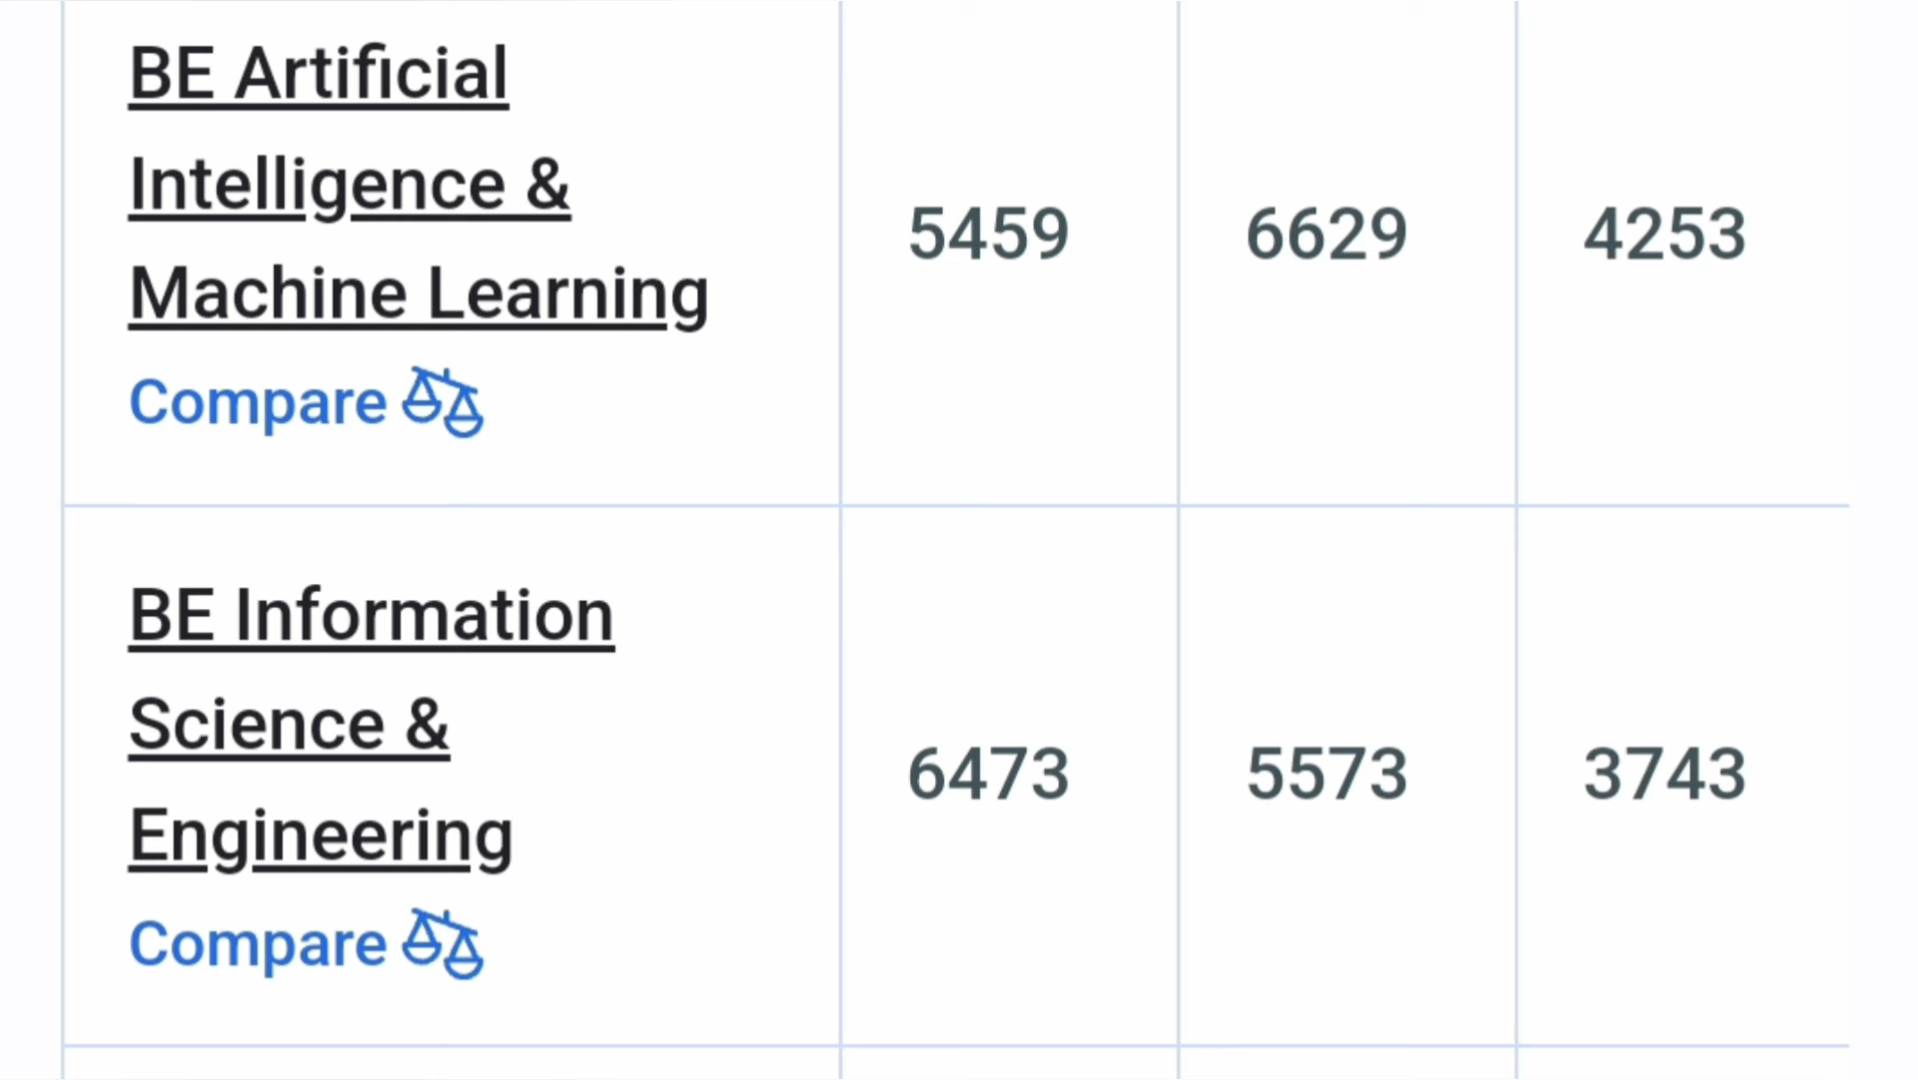 BE Artificial
Intelligence &
Machine Learning
Compare
5459 6629 4253
BE Information
Science &
Engineering
Compare
6473 5573 3743